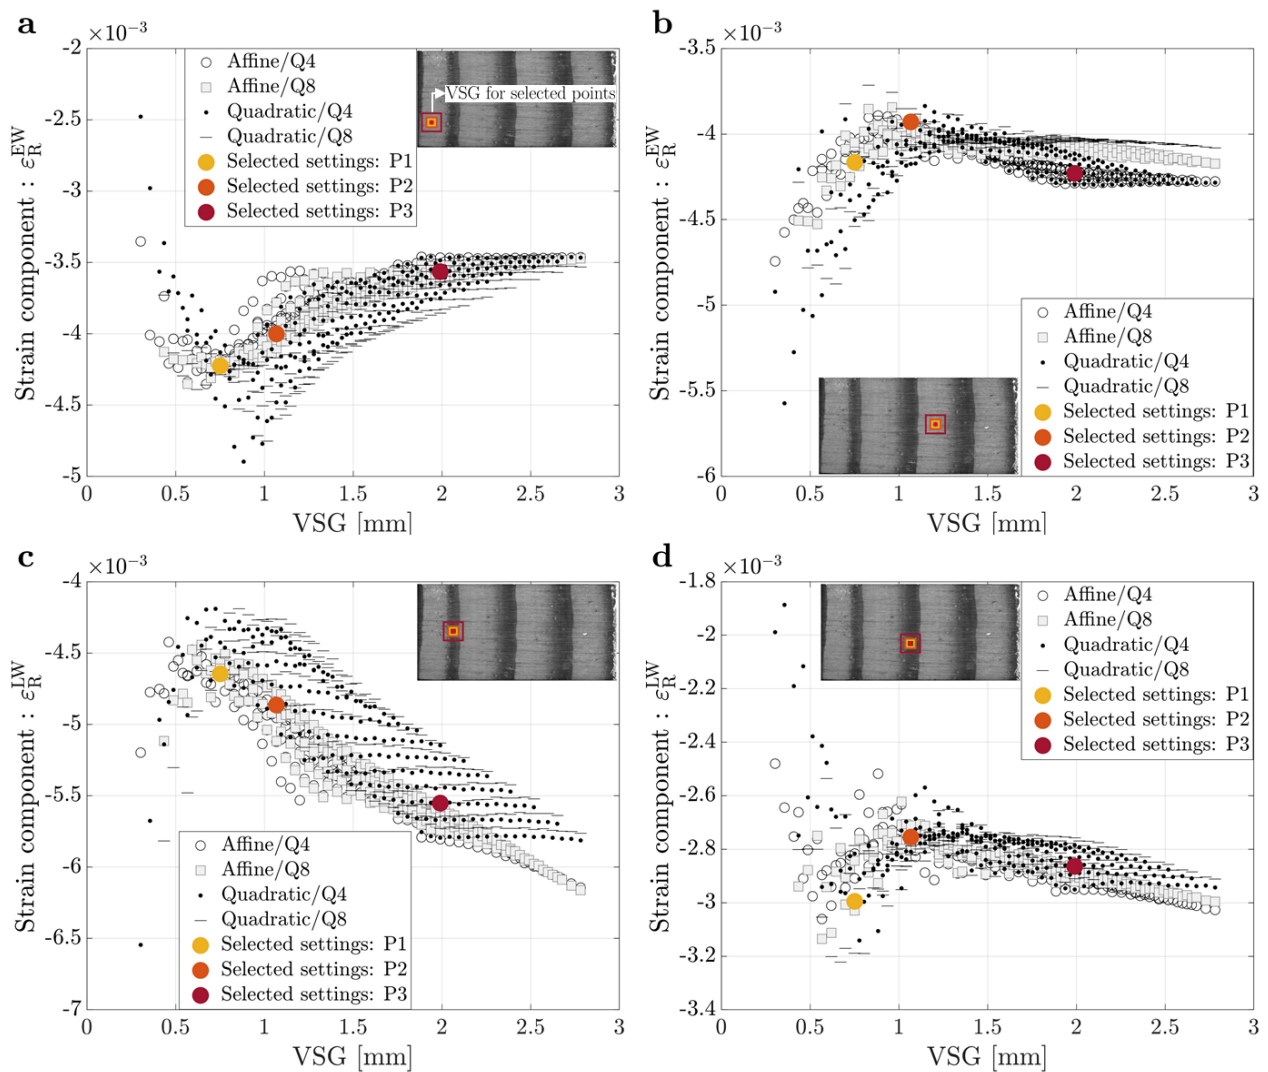 a
×10⁻³
-2
-2.5
-3
-3.5
-4
-4.5
-5
0
0.5
1
1.5
2
2.5
3
Strain component : ε_R^EW
VSG [mm]
Affine/Q4
Affine/Q8
Quadratic/Q4
Quadratic/Q8
Selected settings: P1
Selected settings: P2
Selected settings: P3
VSG for selected points
b
×10⁻³
-3.5
-4
-4.5
-5
-5.5
-6
0
0.5
1
1.5
2
2.5
3
Strain component : ε_R^EW
VSG [mm]
Affine/Q4
Affine/Q8
Quadratic/Q4
Quadratic/Q8
Selected settings: P1
Selected settings: P2
Selected settings: P3
c
×10⁻³
-4
-4.5
-5
-5.5
-6
-6.5
-7
0
0.5
1
1.5
2
2.5
3
Strain component : ε_R^LW
VSG [mm]
Affine/Q4
Affine/Q8
Quadratic/Q4
Quadratic/Q8
Selected settings: P1
Selected settings: P2
Selected settings: P3
d
×10⁻³
-1.8
-2
-2.2
-2.4
-2.6
-2.8
-3
-3.2
-3.4
0
0.5
1
1.5
2
2.5
3
Strain component : ε_R^LW
VSG [mm]
Affine/Q4
Affine/Q8
Quadratic/Q4
Quadratic/Q8
Selected settings: P1
Selected settings: P2
Selected settings: P3